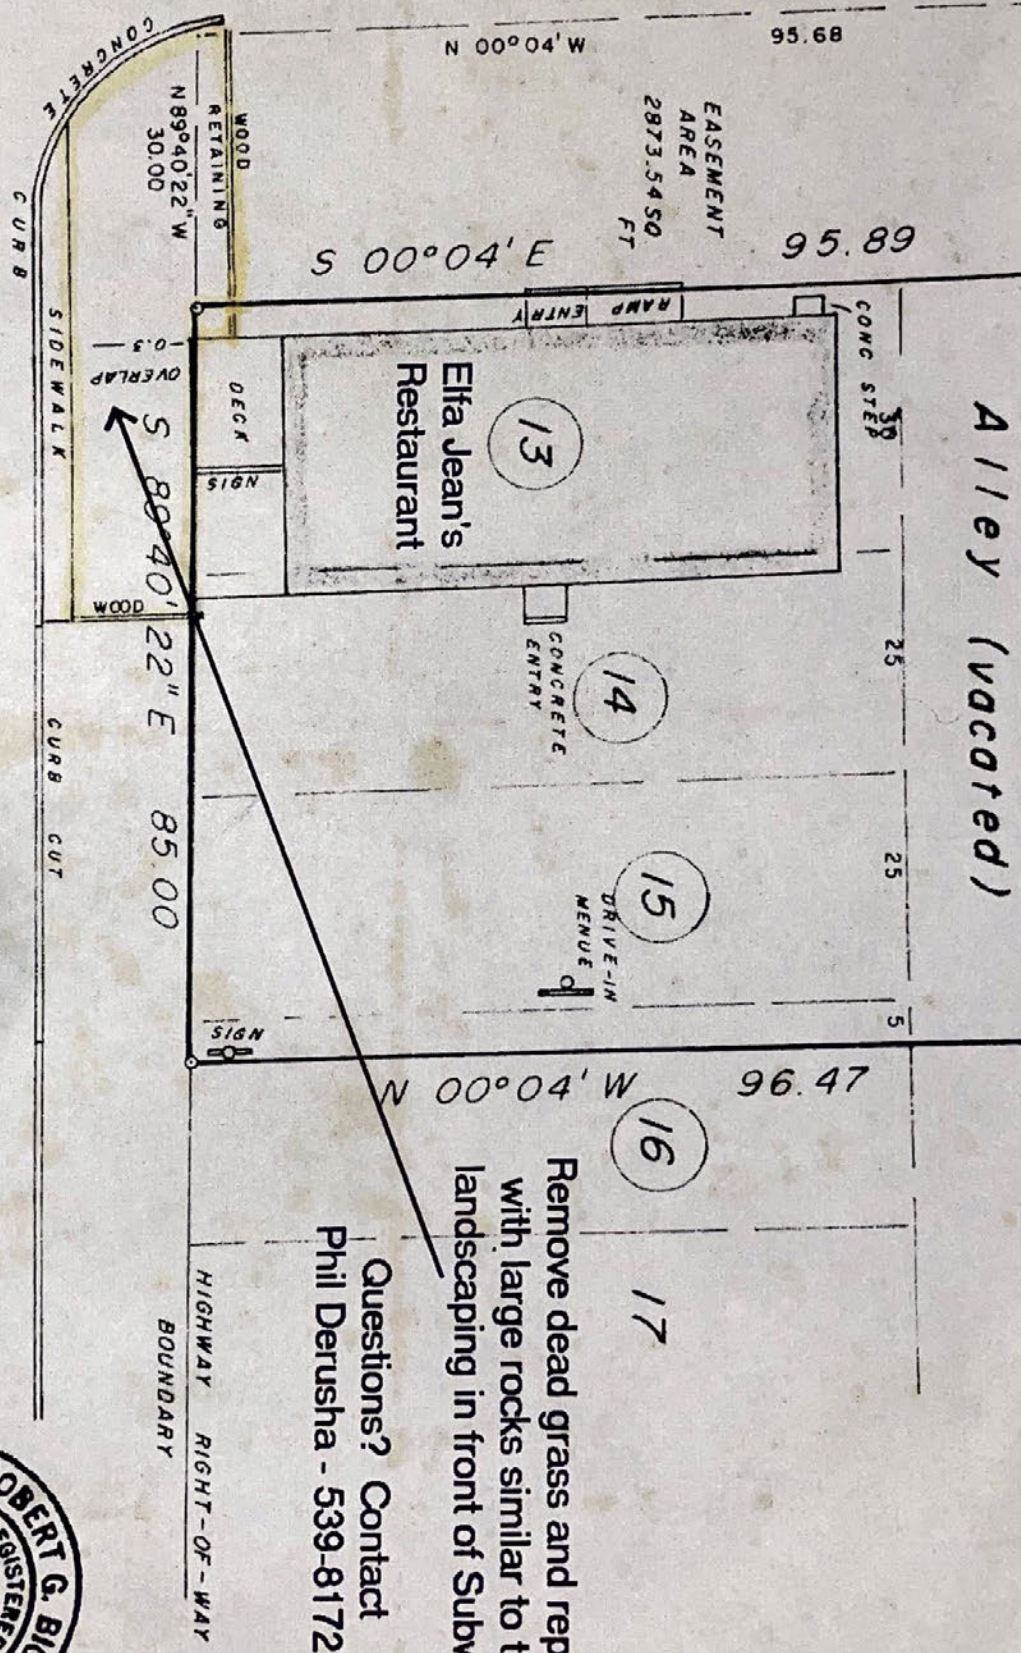 Alley (vacated)
N 00°04' W
95.68
EASEMENT
AREA
2873.54 SQ
FT
S 00°04' E
95.89
CONCRETE
CURB
WOOD
RETAINING
N 89°40'22" W
30.00
CONC STEP
30
RAMP
ENTRY
13
Elfa Jean's
Restaurant
DECK
SIGN
0.3
OVERLAP
SIDEWALK
WOOD
S 89°40'22" E 85.00
CURB CUT
25
14
CONCRETE
ENTRY
25
15
DRIVE-IN
MENUE
5
SIGN
N 00°04' W
96.47
16
17
Remove dead grass and
with large rocks similar to
landscaping in front of
Questions? Contact
Phil Derusha - 539-8172
HIGHWAY RIGHT-OF-WAY
BOUNDARY
OBERT G.